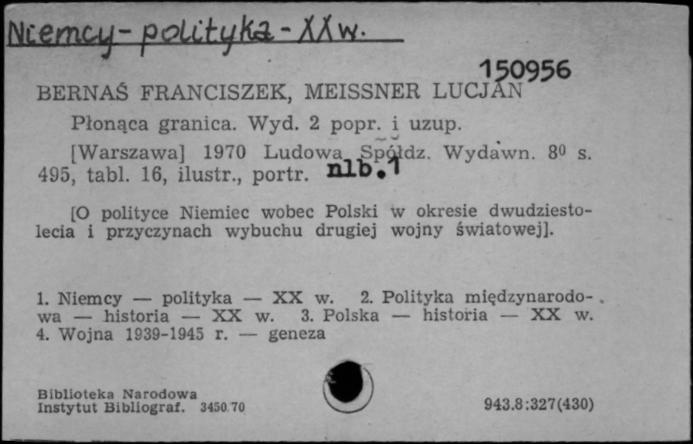 Niemcy - polityka - XX w.
150956
BERNAŚ FRANCISZEK, MEISSNER LUCJAN
Płonąca granica. Wyd. 2 popr. i uzup.
[Warszawa] 1970 Ludowa Spółdz. Wydawn. 8⁰ s.
495, tabl. 16, ilustr., portr. nlb. 1
[O polityce Niemiec wobec Polski w okresie dwudziesto-
lecia i przyczynach wybuchu drugiej wojny światowej].
1. Niemcy — polityka — XX w. 2. Polityka międzynarodo-
wa — historia — XX w. 3. Polska — historia — XX w.
4. Wojna 1939-1945 r. — geneza
Biblioteka Narodowa
Instytut Bibliograf. 3450.70
943.8:327(430)